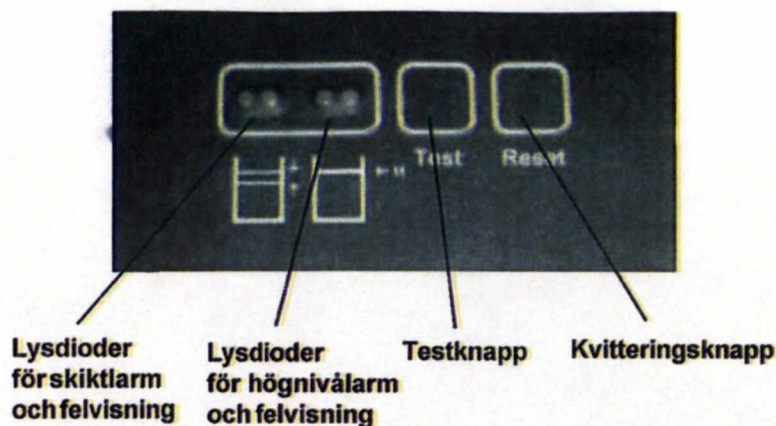 Test Reset
Lysdioder
för skiktlarm
och felvisning
Lysdioder
för högnivålarm
och felvisning
Testknapp
Kvitteringsknapp